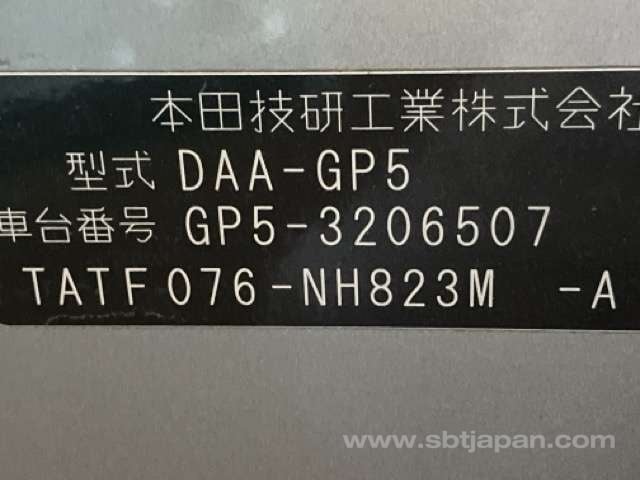 本田技研工業株式会社
型式 DAA-GP5
車台番号 GP5-3206507
TATF076-NH823M -A
www.sbtjapan.com